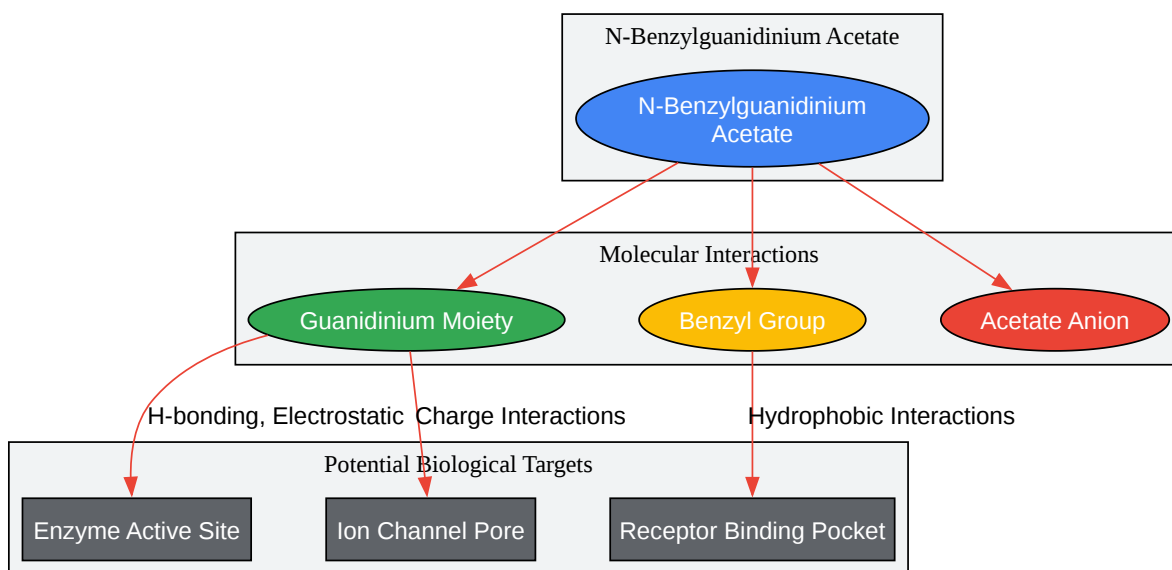 N-Benzylguanidinium Acetate
N-Benzylguanidinium
Acetate
Molecular Interactions
Guanidinium Moiety
Benzyl Group
Acetate Anion
H-bonding, Electrostatic
Charge Interactions
Hydrophobic Interactions
Potential Biological Targets
Enzyme Active Site
Ion Channel Pore
Receptor Binding Pocket